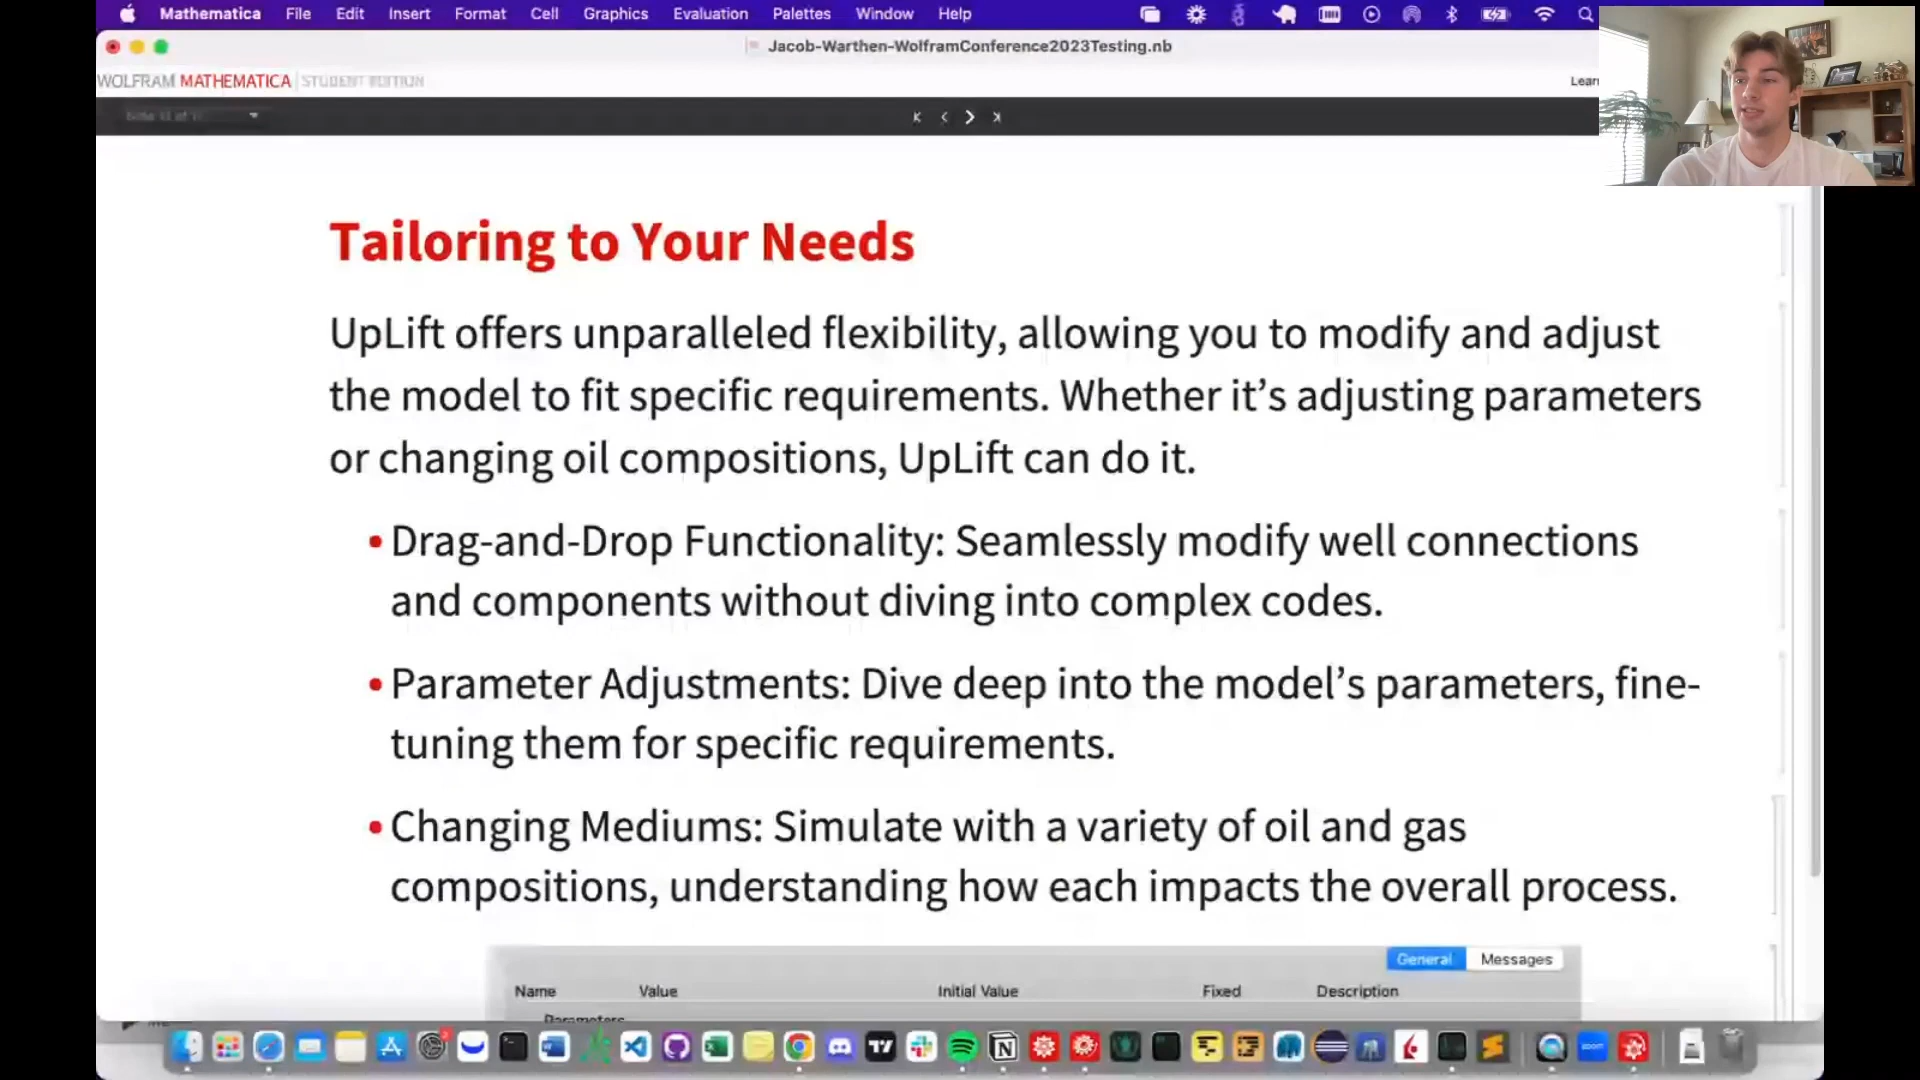 Mathematica File Edit Insert Format Cell Graphics Evaluation Palettes Window Help
Jacob-Warthen-WolframConference2023Testing.nb
WOLFRAM MATHEMATICA | STUDENT EDITION
Lear
Tailoring to Your Needs
UpLift offers unparalleled flexibility, allowing you to modify and adjust
the model to fit specific requirements. Whether it’s adjusting parameters
or changing oil compositions, UpLift can do it.
• Drag-and-Drop Functionality: Seamlessly modify well connections
and components without diving into complex codes.
• Parameter Adjustments: Dive deep into the model’s parameters, fine-
tuning them for specific requirements.
• Changing Mediums: Simulate with a variety of oil and gas
compositions, understanding how each impacts the overall process.
General Messages
Name Value Initial Value Fixed Description
Parameters
zoom